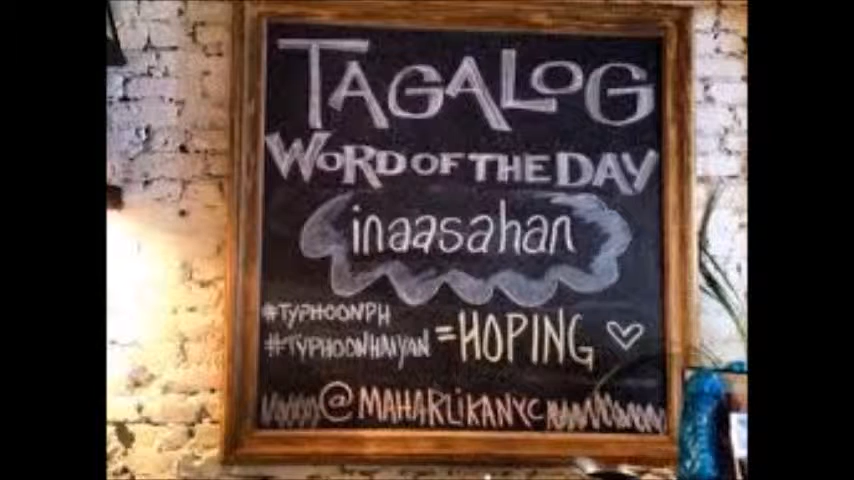 TAGALOG
WORD OF THE DAY
inaasahan
#TYPHOONPH
#TYPHOONHAIYAN = HOPING
@MAHARLIKANYC